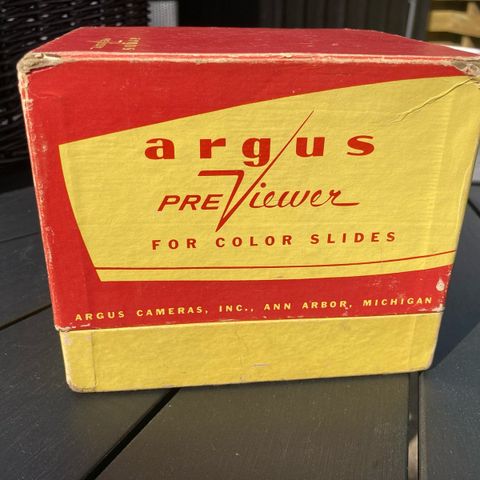 argus
PREViewer
FOR COLOR SLIDES
ARGUS CAMERAS, INC., ANN ARBOR, MICHIGAN